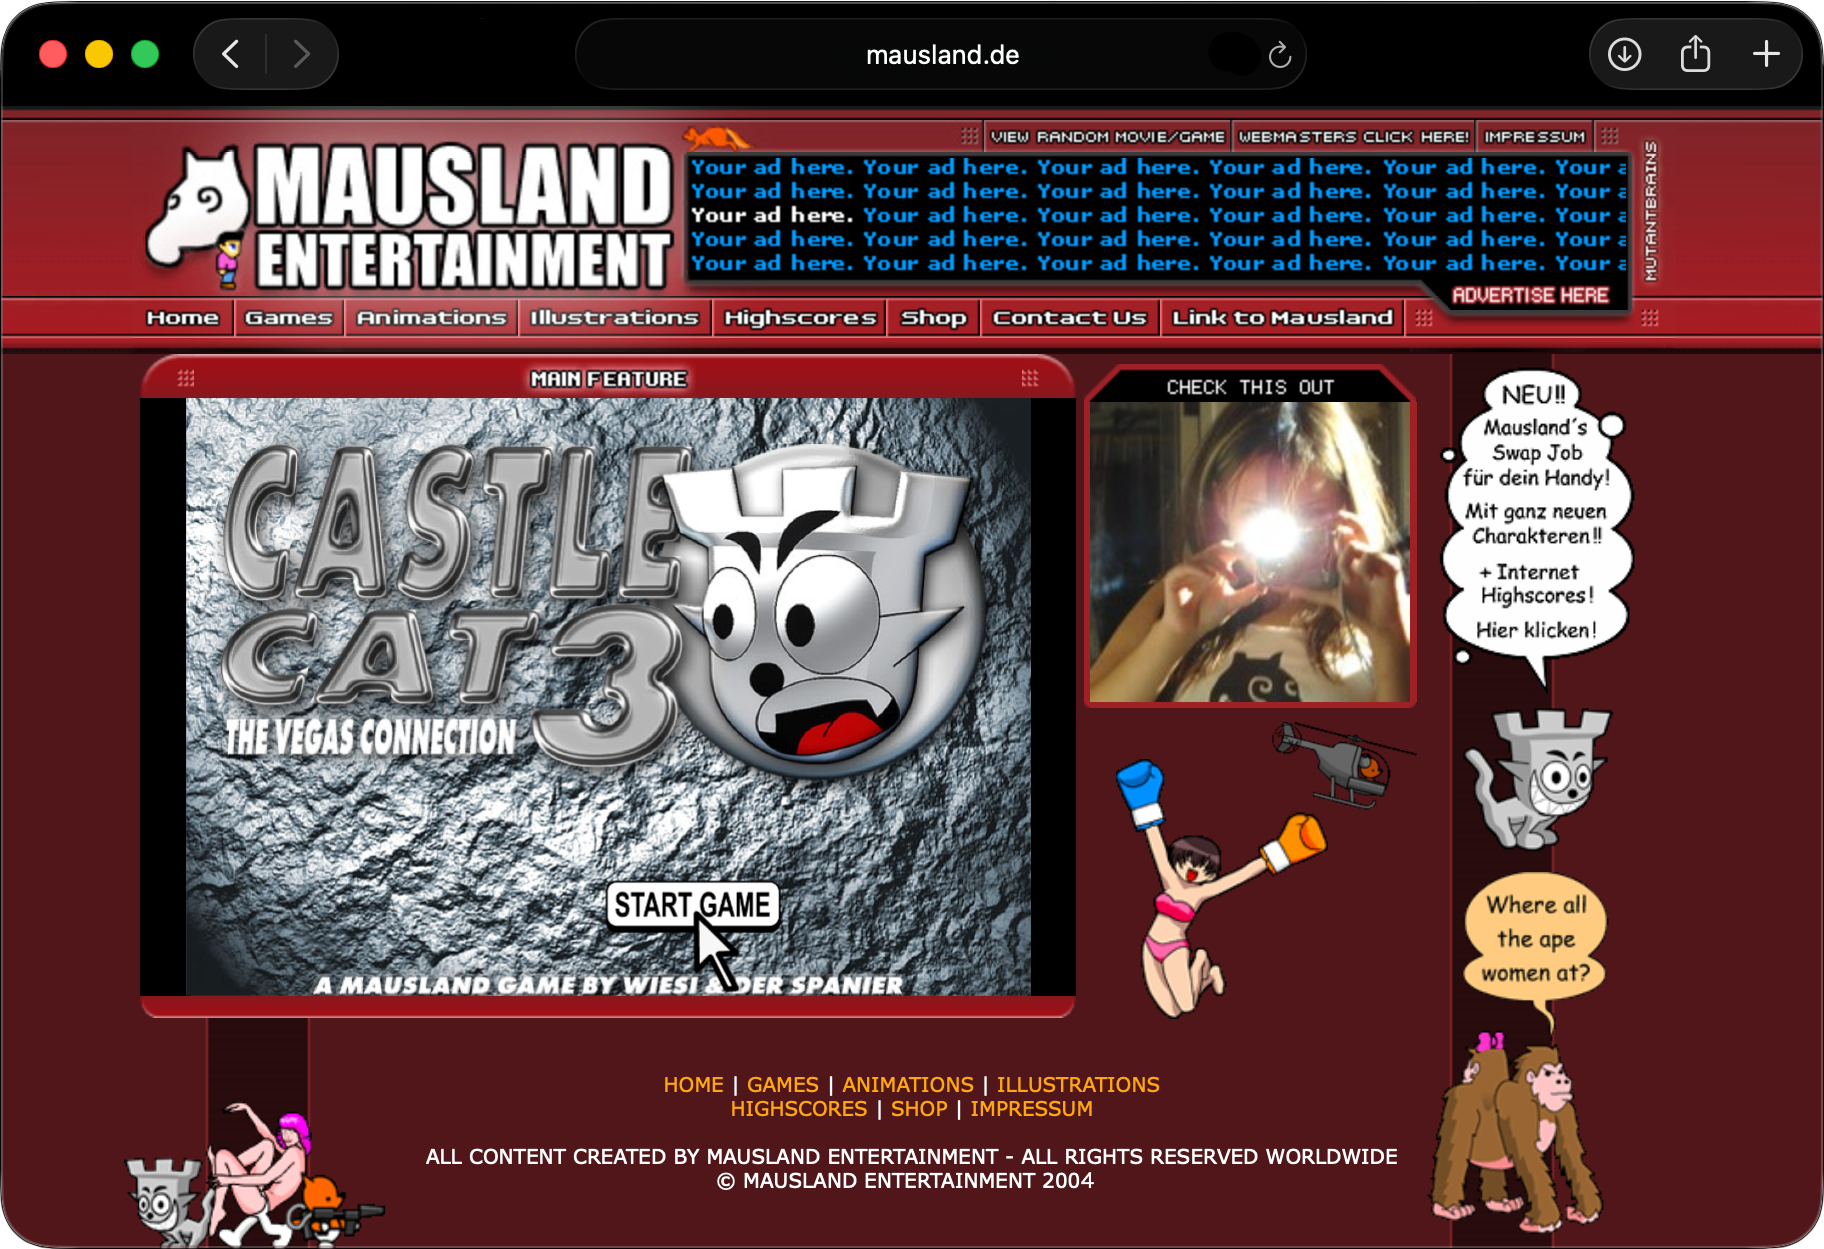 mausland.de
MAUSLAND
ENTERTAINMENT
VIEW RANDOM MOVIE/GAME
WEBMASTERS CLICK HERE!
IMPRESSUM
Your ad here. Your ad here. Your ad here. Your ad here. Your ad here. Your a
Your ad here. Your ad here. Your ad here. Your ad here. Your ad here. Your a
Your ad here. Your ad here. Your ad here. Your ad here. Your ad here. Your a
Your ad here. Your ad here. Your ad here. Your ad here. Your ad here. Your a
Your ad here. Your ad here. Your ad here. Your ad here. Your ad here. Your a
MUTANTBRAINS
ADVERTISE HERE
Home Games Animations Illustrations Highscores Shop Contact Us Link to Mausland
MAIN FEATURE
CASTLE
CAT 3
THE VEGAS CONNECTION
START GAME
A MAUSLAND GAME BY WIESI & DER SPANIER
CHECK THIS OUT
NEU!!
Mausland´s
Swap Job
für dein Handy!
Mit ganz neuen
Charakteren!!
+ Internet
Highscores!
Hier klicken!
Where all
the ape
women at?
HOME | GAMES | ANIMATIONS | ILLUSTRATIONS
HIGHSCORES | SHOP | IMPRESSUM
ALL CONTENT CREATED BY MAUSLAND ENTERTAINMENT - ALL RIGHTS RESERVED WORLDWIDE
© MAUSLAND ENTERTAINMENT 2004